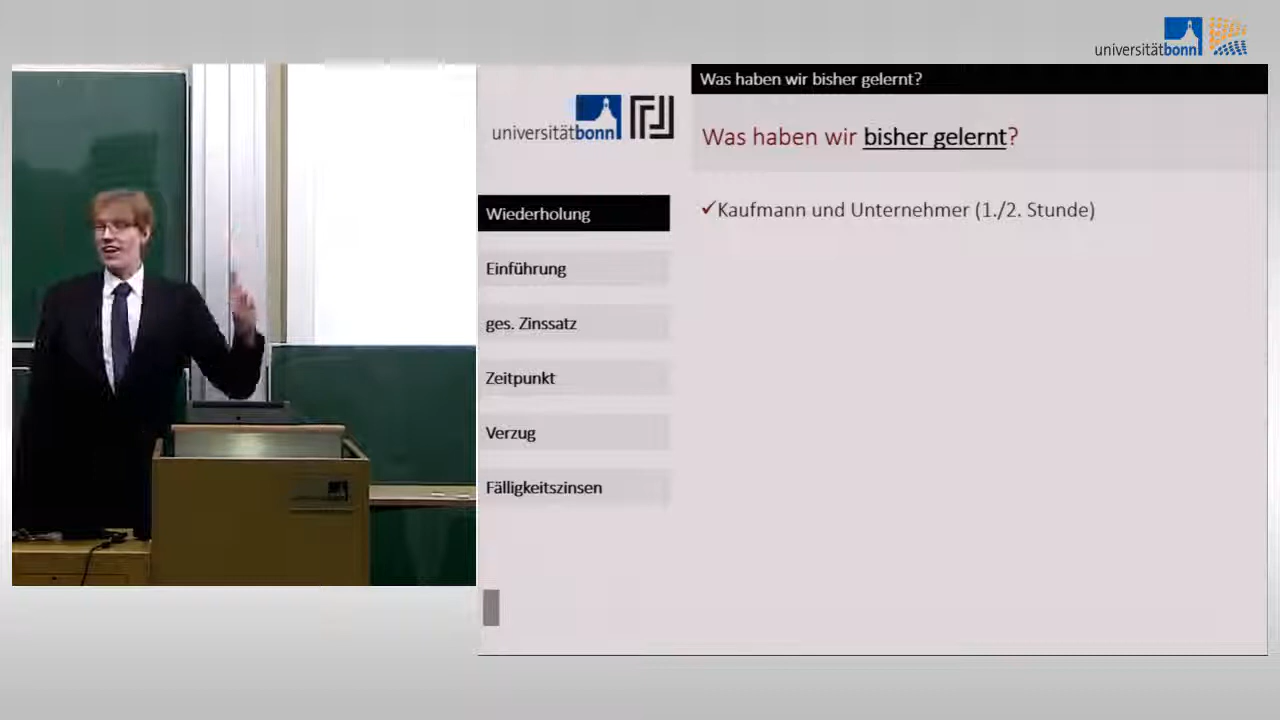 universitätbonn
Was haben wir bisher gelernt?
universitätbonn
Was haben wir bisher gelernt?
Wiederholung
✓Kaufmann und Unternehmer (1./2. Stunde)
Einführung
ges. Zinssatz
Zeitpunkt
Verzug
Fälligkeitszinsen